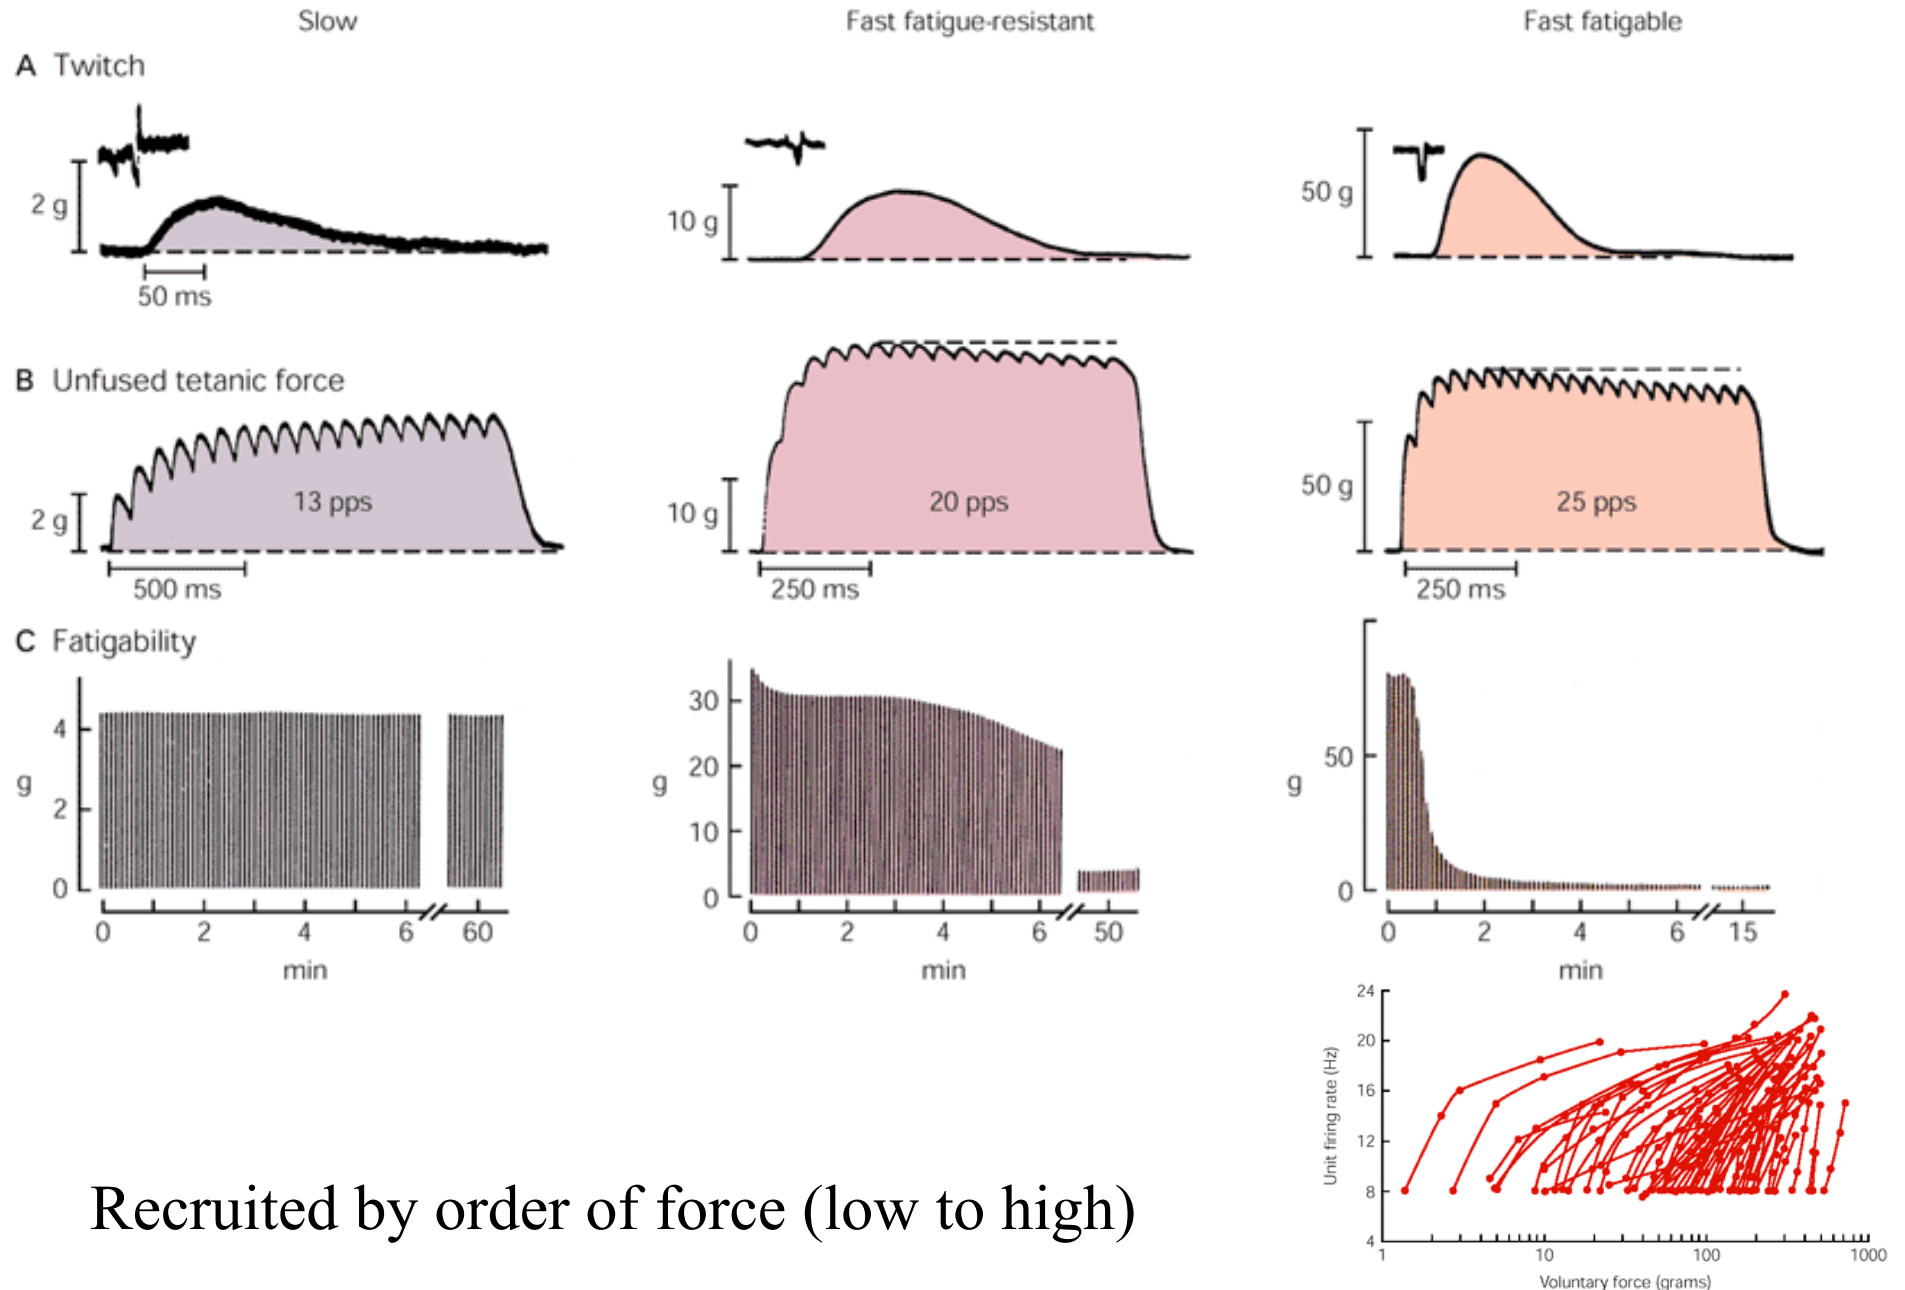 Slow Fast fatigue-resistant Fast fatigable
A Twitch
2 g 10 g 50 g
50 ms
B Unfused tetanic force
13 pps 20 pps 25 pps
2 g 10 g 50 g
500 ms 250 ms 250 ms
C Fatigability
4
2
0
g
0 2 4 6 60
min
30
20
10
0
g
0 2 4 6 50
min
50
0
g
0 2 4 6 15
min
24
20
16
12
8
4
Unit firing rate (Hz)
1 10 100 1000
Voluntary force (grams)
Recruited by order of force (low to high)